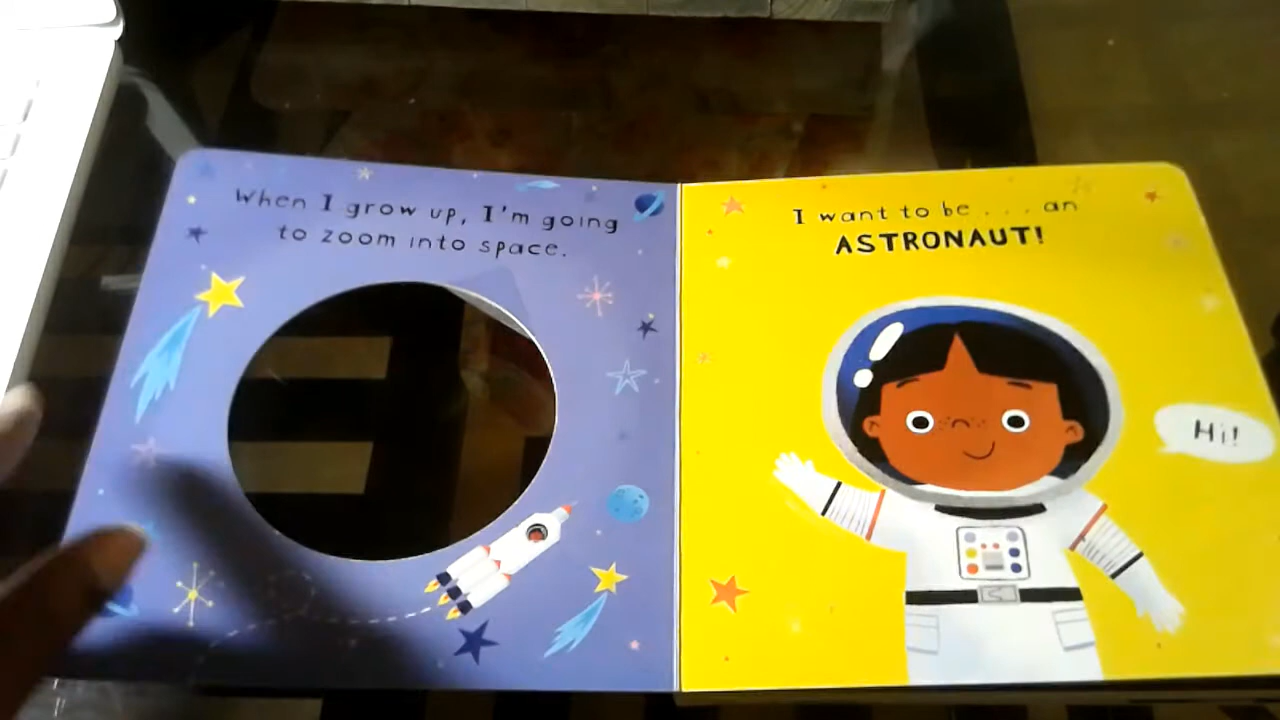 When I grow up, I'm going
to zoom into space.
I want to be . . . an
ASTRONAUT!
Hi!